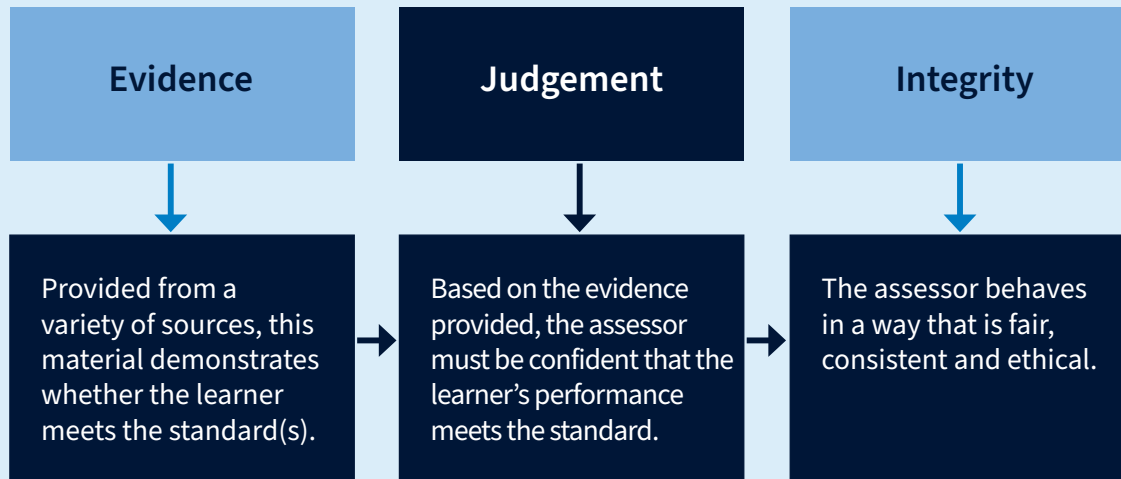 Evidence
Judgement
Integrity
Provided from a
variety of sources, this
material demonstrates
whether the learner
meets the standard(s).
Based on the evidence
provided, the assessor
must be confident that the
learner’s performance
meets the standard.
The assessor behaves
in a way that is fair,
consistent and ethical.